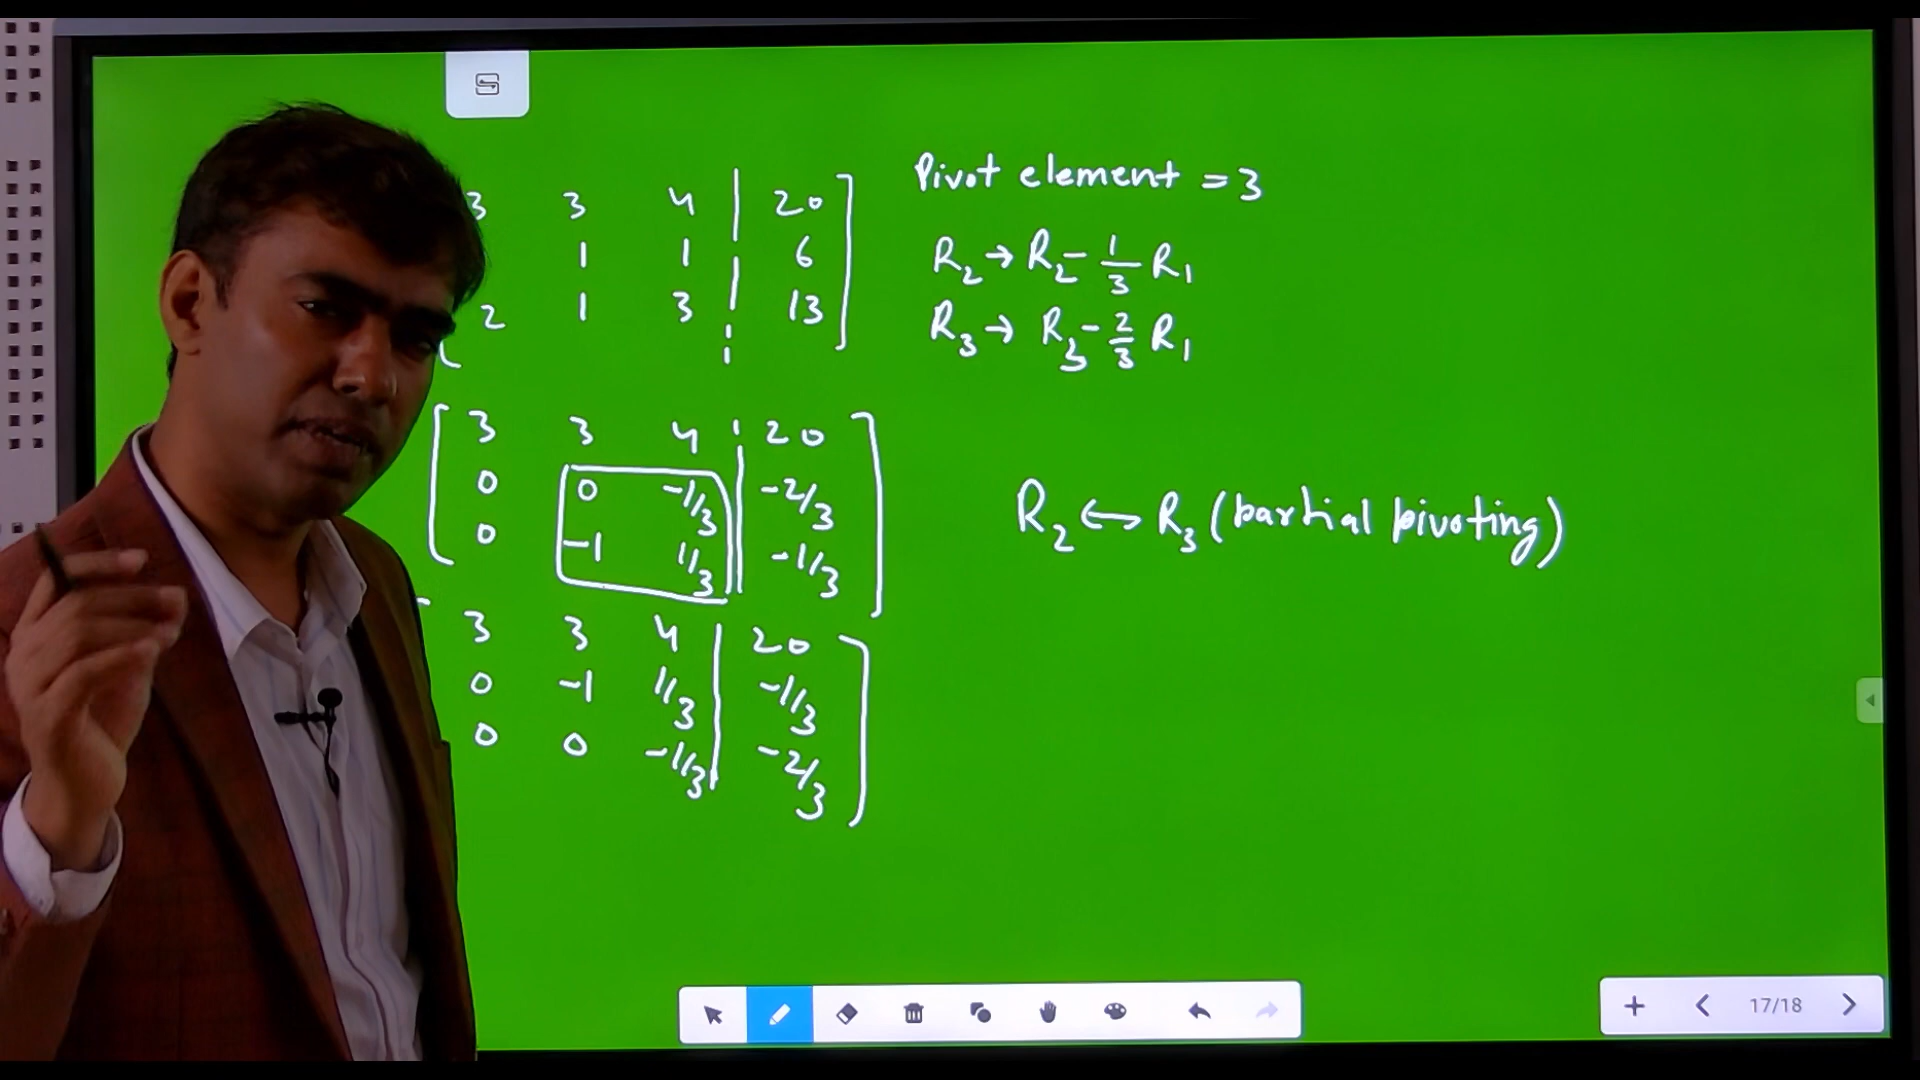 3 3 4 | 20 ]
1 1 | 6
2 1 3 | 13
Pivot element = 3
R₂ → R₂ - 1/3 R₁
R₃ → R₃ - 2/3 R₁
[ 3 3 4 | 20 ]
0 0 -1/3 | -2/3
0 -1 1/3 | -1/3
R₂ ↔ R₃ (partial pivoting)
3 3 4 | 20 ]
0 -1 1/3 | -1/3
0 0 -1/3 | -2/3
17/18